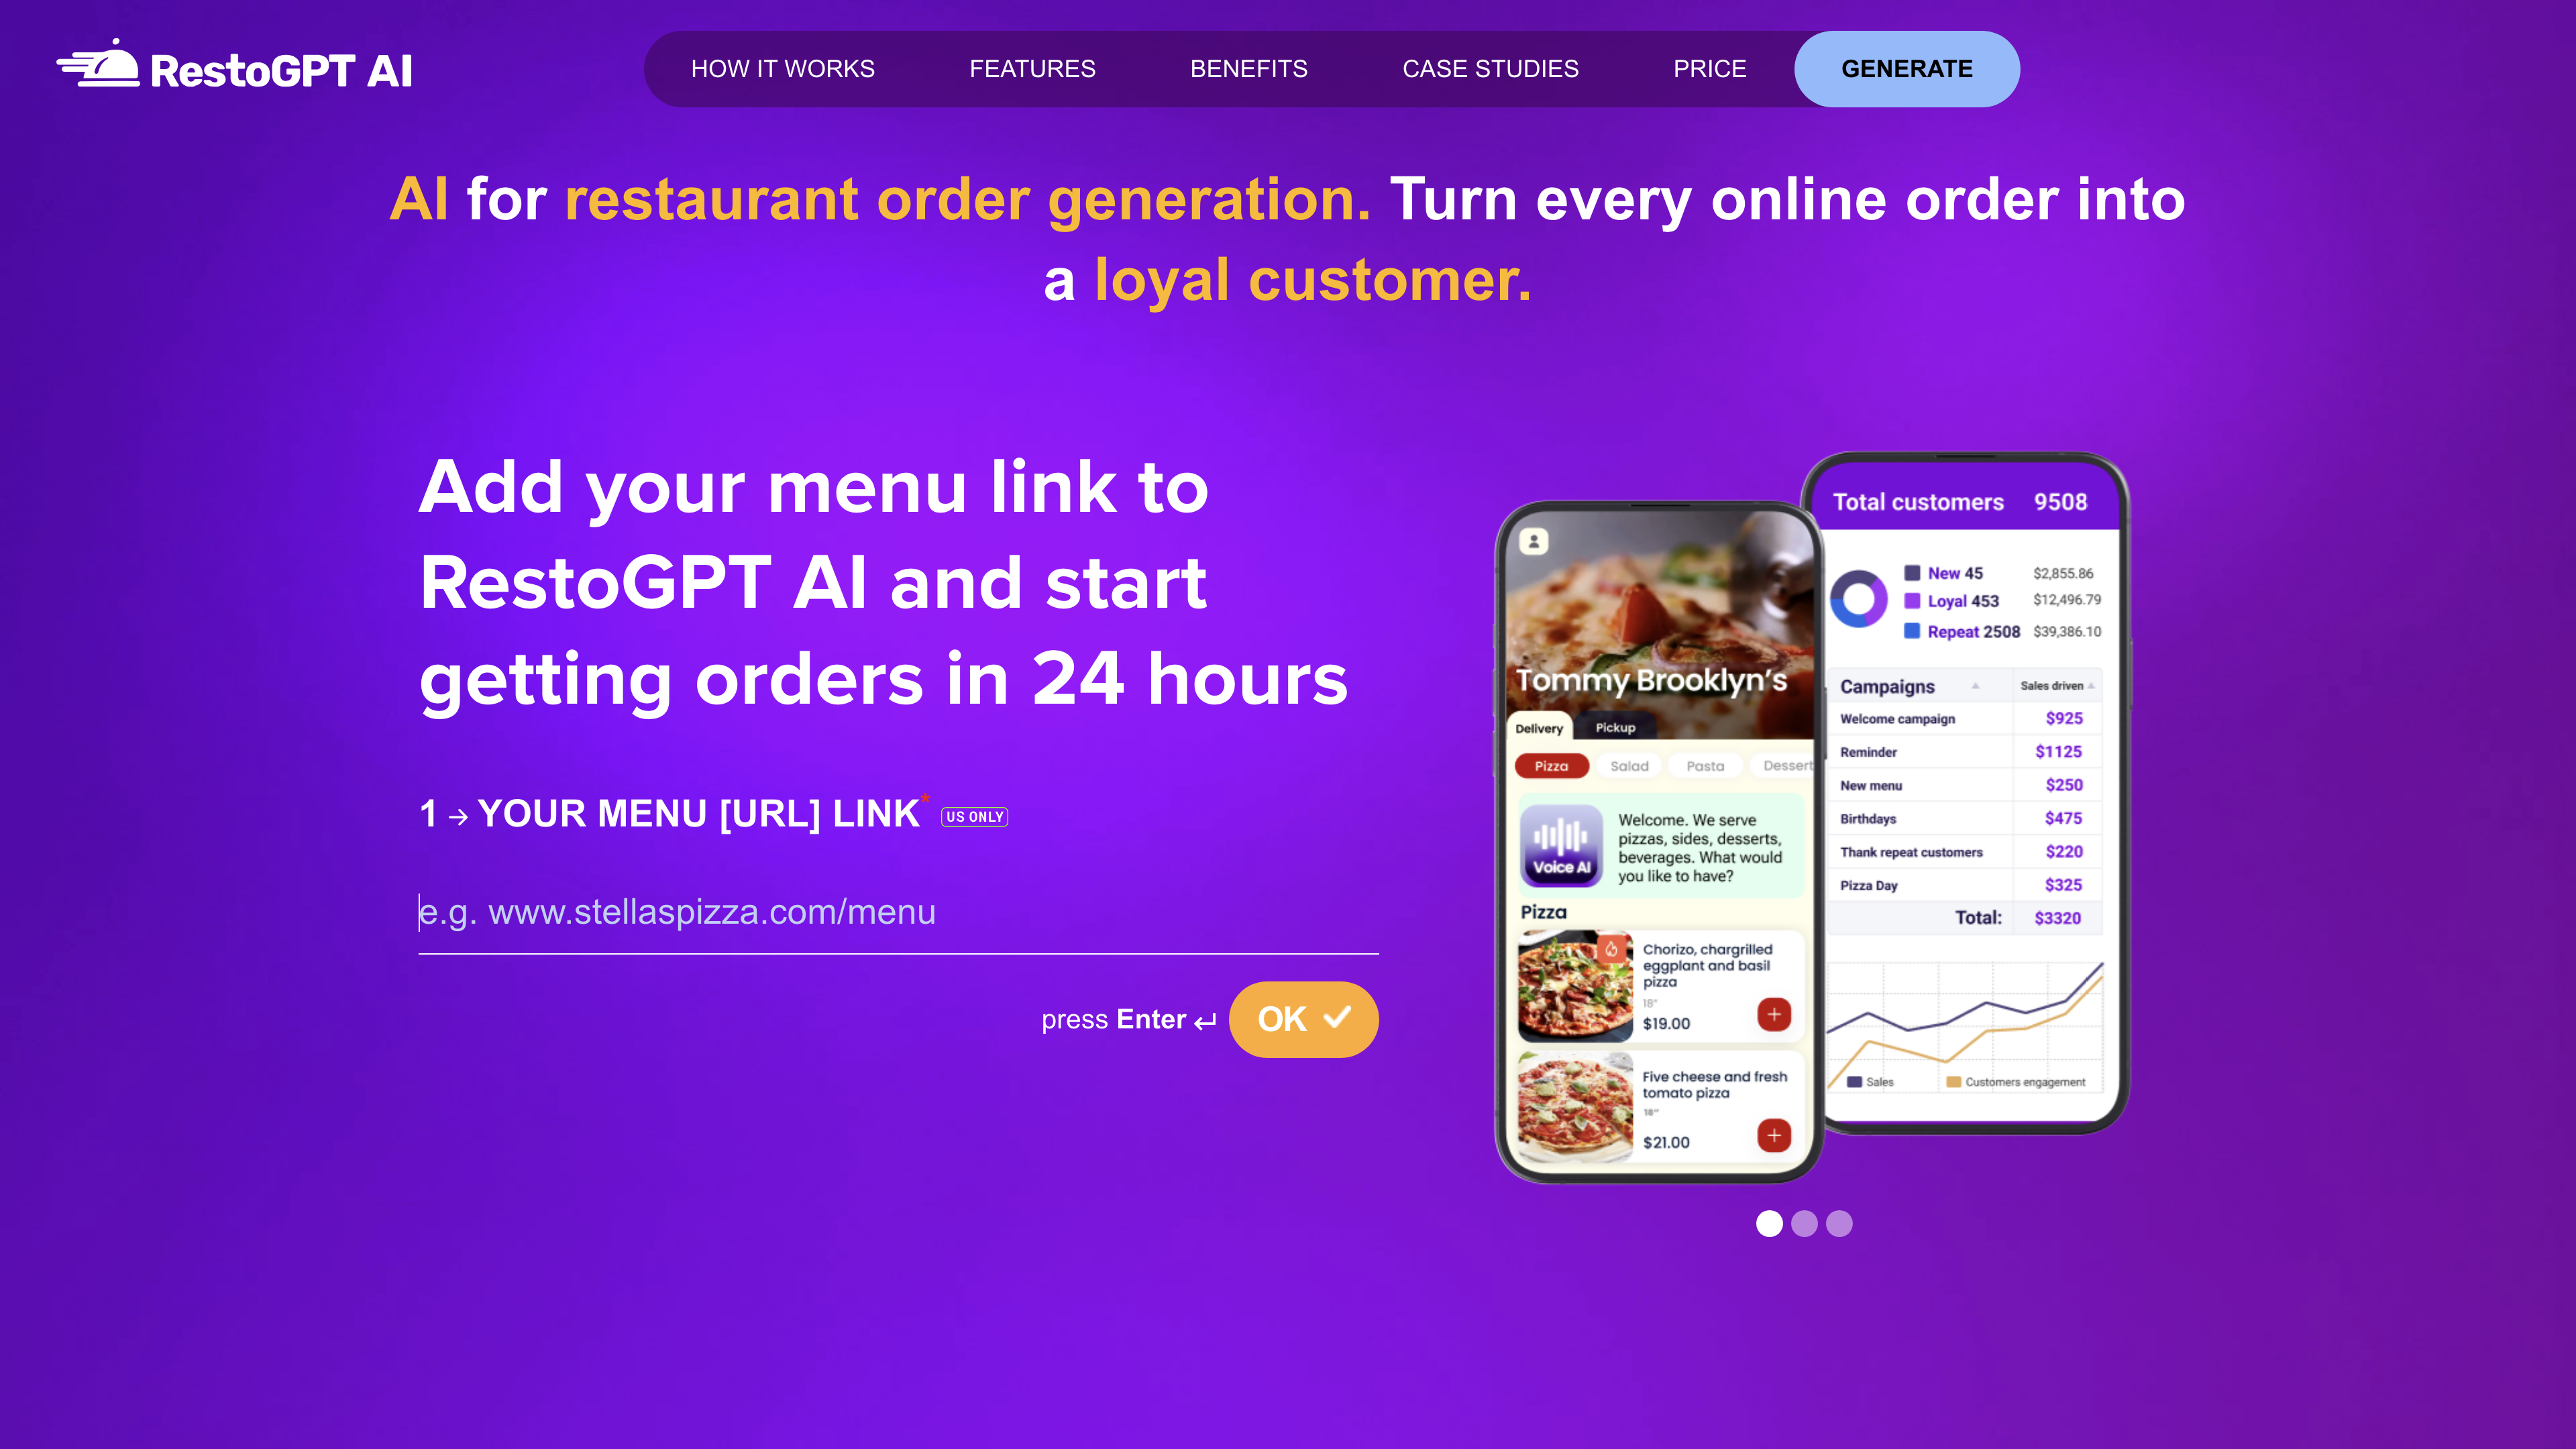 RestoGPT AI
HOW IT WORKS
FEATURES
BENEFITS
CASE STUDIES
PRICE
GENERATE
AI for restaurant order generation. Turn every online order into
a loyal customer.
Add your menu link to
RestoGPT AI and start
getting orders in 24 hours
1 → YOUR MENU [URL] LINK* US ONLY
e.g. www.stellaspizza.com/menu
press Enter ↵
OK ✓
Tommy Brooklyn's
Delivery Pickup
Pizza Salad Pasta Dessert
Voice AI
Welcome. We serve
pizzas, sides, desserts,
beverages. What would
you like to have?
Pizza
Chorizo, chargrilled
eggplant and basil
pizza
18"
$19.00
+
Five cheese and fresh
tomato pizza
18"
$21.00
+
Total customers 9508
New 45 $2,855.86
Loyal 453 $12,496.79
Repeat 2508 $39,386.10
Campaigns Sales driven
Welcome campaign $925
Reminder $1125
New menu $250
Birthdays $475
Thank repeat customers $220
Pizza Day $325
Total: $3320
Sales Customers engagement